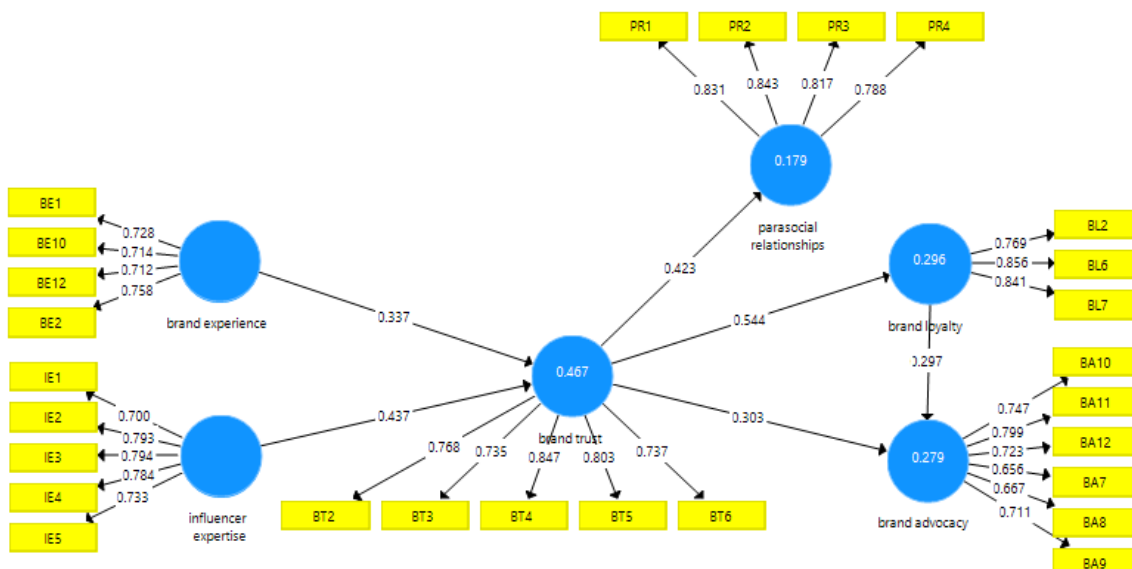 PR1 PR2 PR3 PR4
0.831 0.843 0.817 0.788
0.179
parasocial
relationships
BE1
BE10
BE12
BE2
0.728
0.714
0.712
0.758
brand experience
0.337
0.423
0.544
0.296
brand loyalty
0.769
0.856
0.841
BL2
BL6
BL7
0.297
IE1
IE2
IE3
IE4
IE5
0.700
0.793
0.794
0.784
0.733
influencer
expertise
0.437
0.467
brand trust
0.303
0.768 0.735 0.847 0.803 0.737
BT2 BT3 BT4 BT5 BT6
0.279
brand advocacy
0.747
0.799
0.723
0.656
0.667
0.711
BA10
BA11
BA12
BA7
BA8
BA9